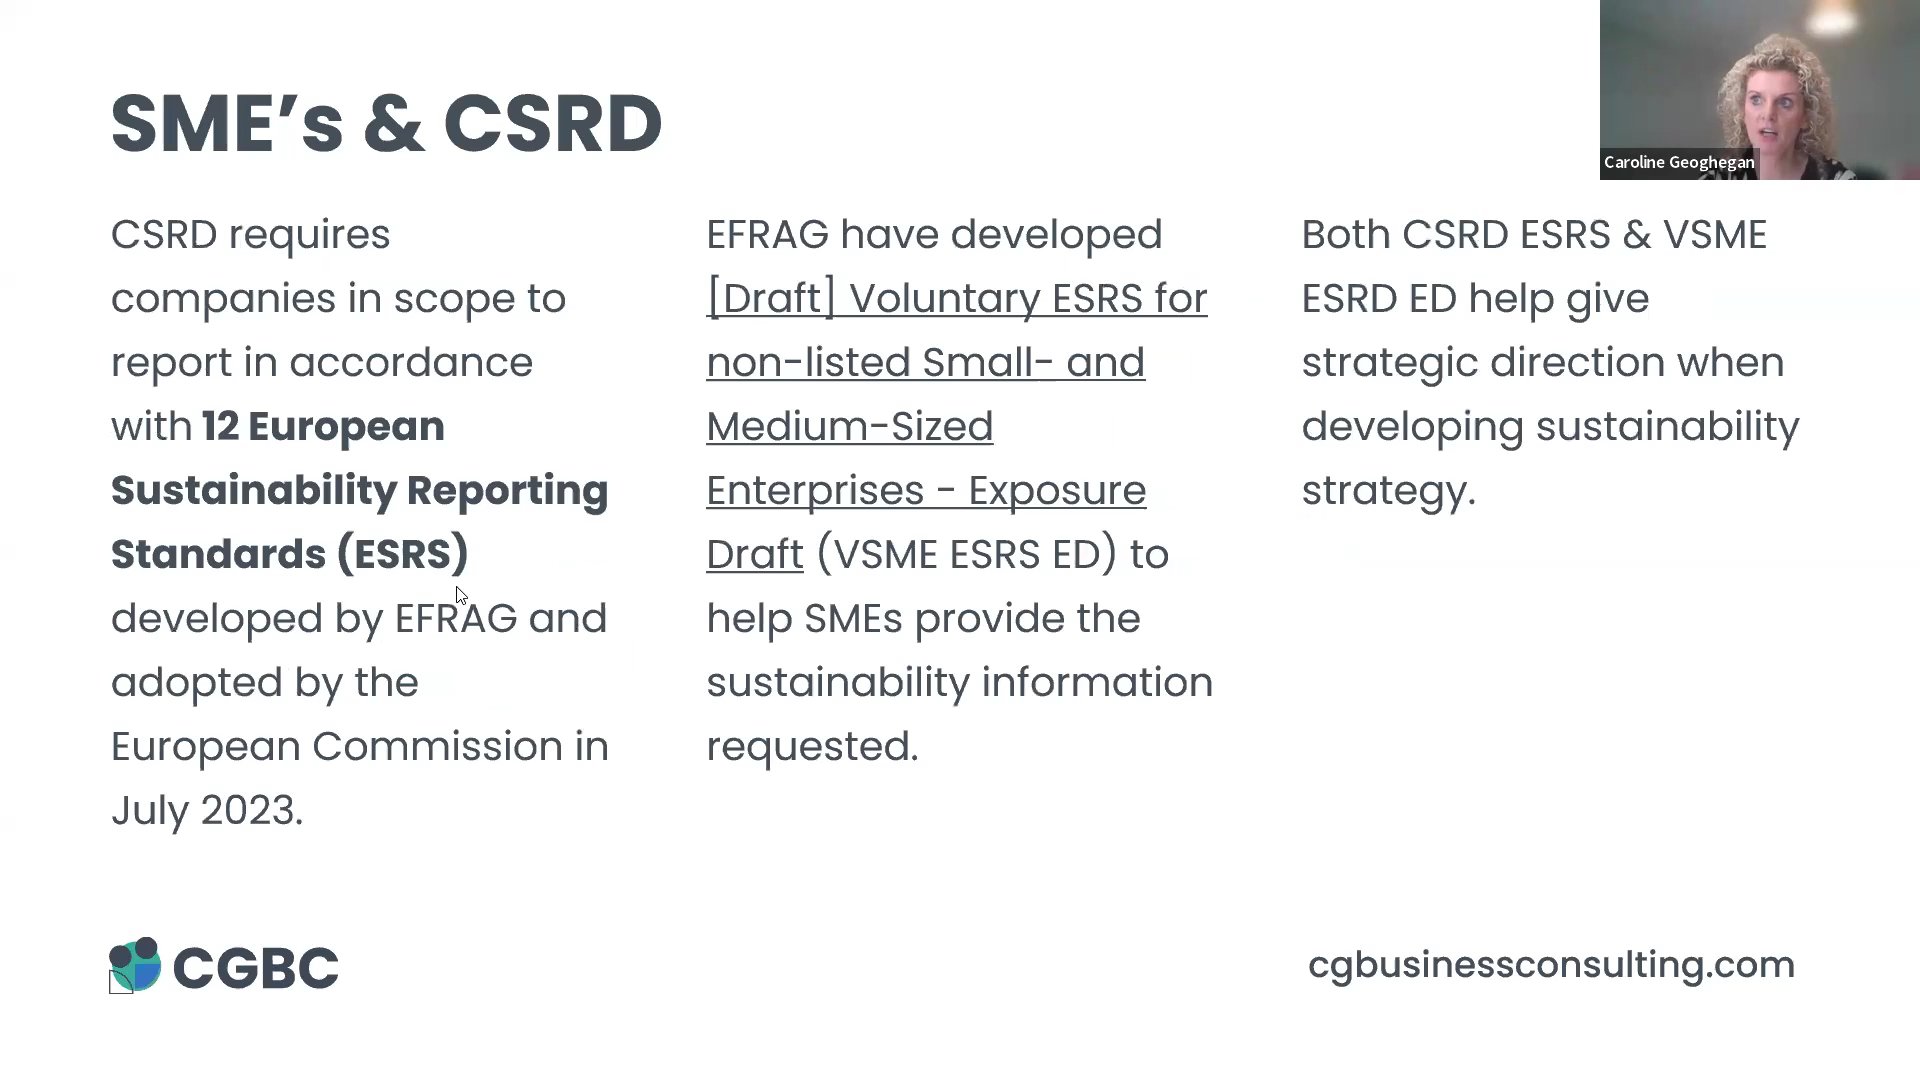 SME’s & CSRD
Caroline Geoghegan
CSRD requires
companies in scope to
report in accordance
with 12 European
Sustainability Reporting
Standards (ESRS)
developed by EFRAG and
adopted by the
European Commission in
July 2023.
EFRAG have developed
[Draft] Voluntary ESRS for
non-listed Small- and
Medium-Sized
Enterprises - Exposure
Draft (VSME ESRS ED) to
help SMEs provide the
sustainability information
requested.
Both CSRD ESRS & VSME
ESRD ED help give
strategic direction when
developing sustainability
strategy.
CGBC
cgbusinessconsulting.com